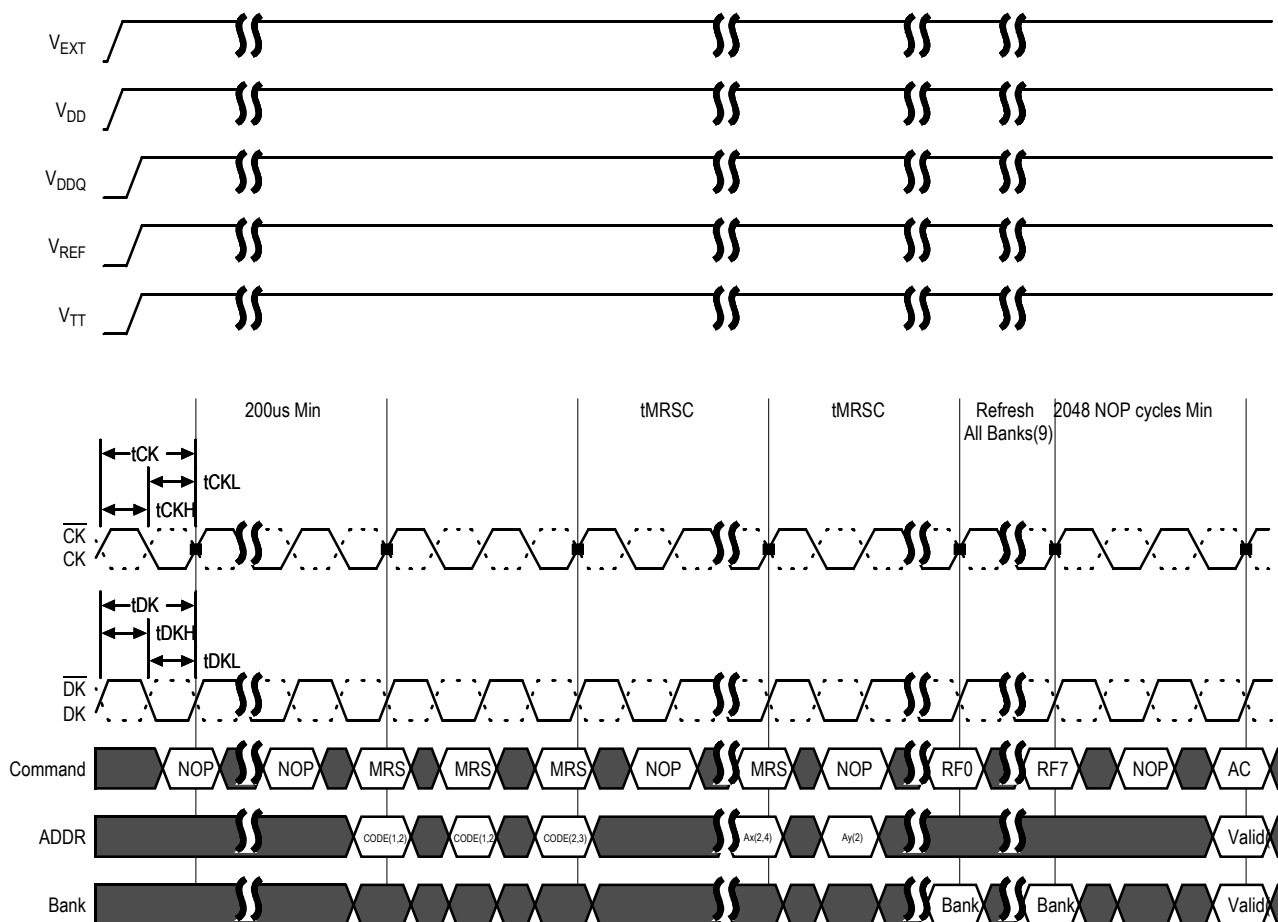 VEXT
VDD
VDDQ
VREF
VTT
200us Min tMRSC tMRSC Refresh 2048 NOP cycles Min
All Banks(9)
tCK
tCKL
tCKH
CK
CK
tDK
tDKH
tDKL
DK
DK
Command NOP NOP MRS MRS MRS NOP MRS NOP RF0 RF7 NOP AC
ADDR CODE(1,2) CODE(1,2) CODE(2,3) Ax(2,4) Ay(2) Valid
Bank Bank Bank Valid